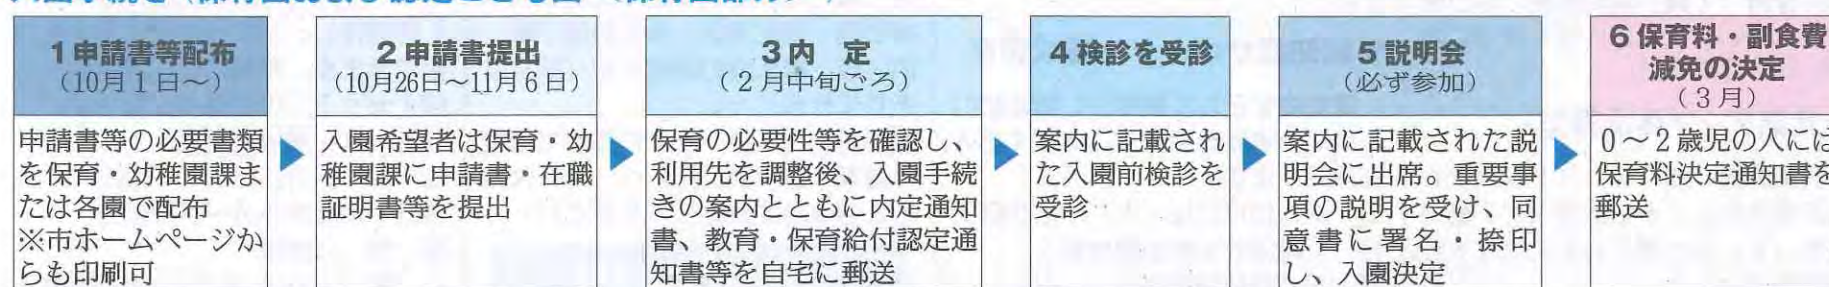 1 申請書等配布
（10月1日～）
申請書等の必要書類
を保育・幼稚園課ま
たは各園で配布
※市ホームページか
らも印刷可
2 申請書提出
（10月26日～11月6日）
入園希望者は保育・幼
稚園課に申請書・在職
証明書等を提出
3 内　定
（2月中旬ごろ）
保育の必要性等を確認し、
利用先を調整後、入園手続
きの案内とともに内定通知
書、教育・保育給付認定通
知書等を自宅に郵送
4 検診を受診
案内に記載され
た入園前検診を
受診
5 説明会
（必ず参加）
案内に記載された説
明会に出席。重要事
項の説明を受け、同
意書に署名・捺印
し、入園決定
6 保育料・副食費
減免の決定
（3月）
0～2歳児の人には
保育料決定通知書を
郵送